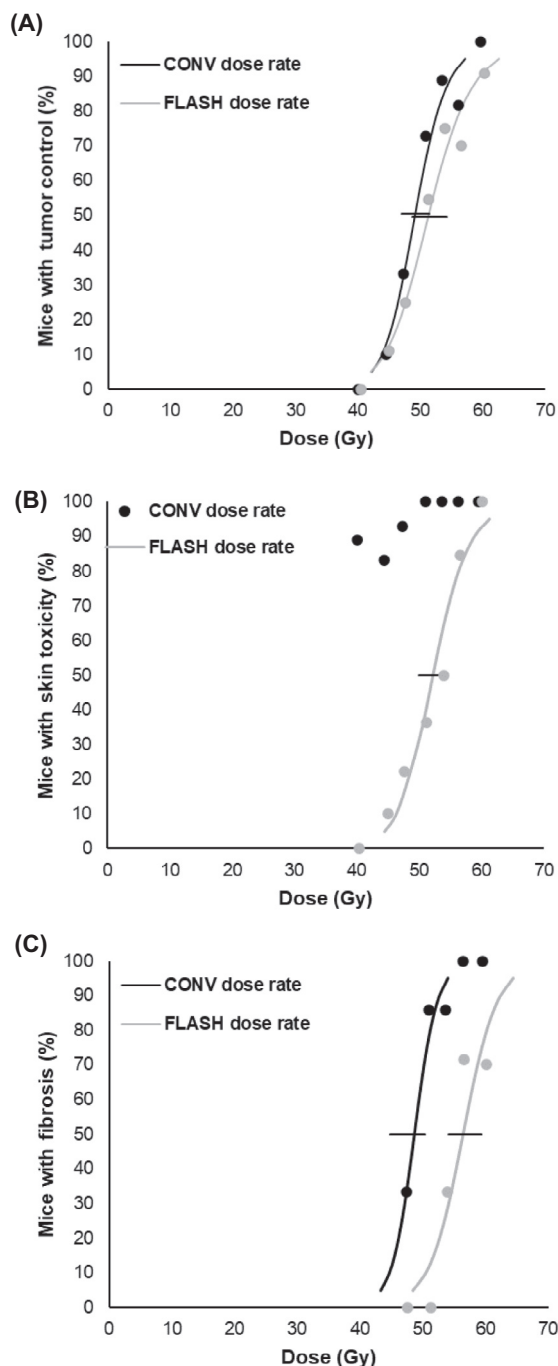 (A)
Mice with tumor control (%)
100
90
80
70
60
50
40
30
20
10
0
CONV dose rate
FLASH dose rate
0 10 20 30 40 50 60 70
Dose (Gy)
(B)
Mice with skin toxicity (%)
100
90
80
70
60
50
40
30
20
10
0
CONV dose rate
FLASH dose rate
0 10 20 30 40 50 60 70
Dose (Gy)
(C)
Mice with fibrosis (%)
100
90
80
70
60
50
40
30
20
10
0
CONV dose rate
FLASH dose rate
0 10 20 30 40 50 60 70
Dose (Gy)